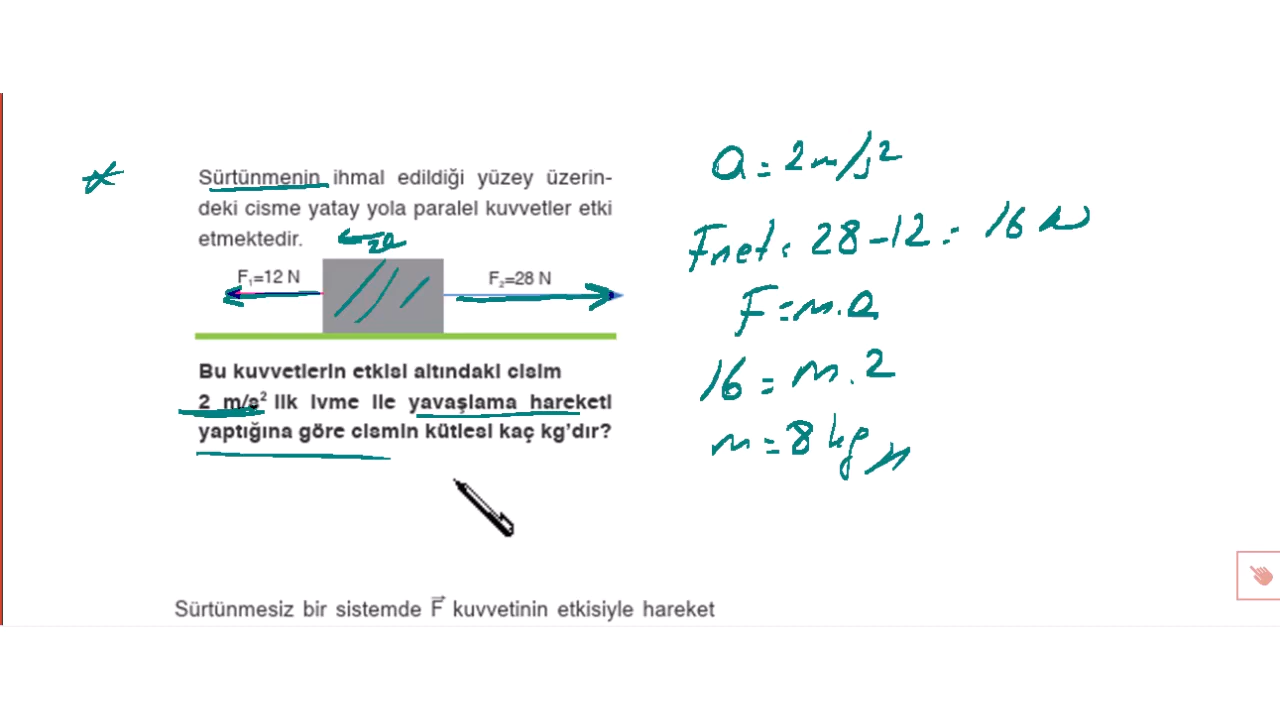 Sürtünmenin ihmal edildiği yüzey üzerin-
deki cisme yatay yola paralel kuvvetler etki
etmektedir.
F₁=12 N
F₂=28 N
Bu kuvvetlerin etkisi altındaki cisim
2 m/s² lik ivme ile yavaşlama hareketi
yaptığına göre cismin kütlesi kaç kg'dır?
a = 2 m/s²
Fnet = 28 - 12 = 16 N
F = m.a
16 = m.2
m = 8 kg
Sürtünmesiz bir sistemde F⃗ kuvvetinin etkisiyle hareket